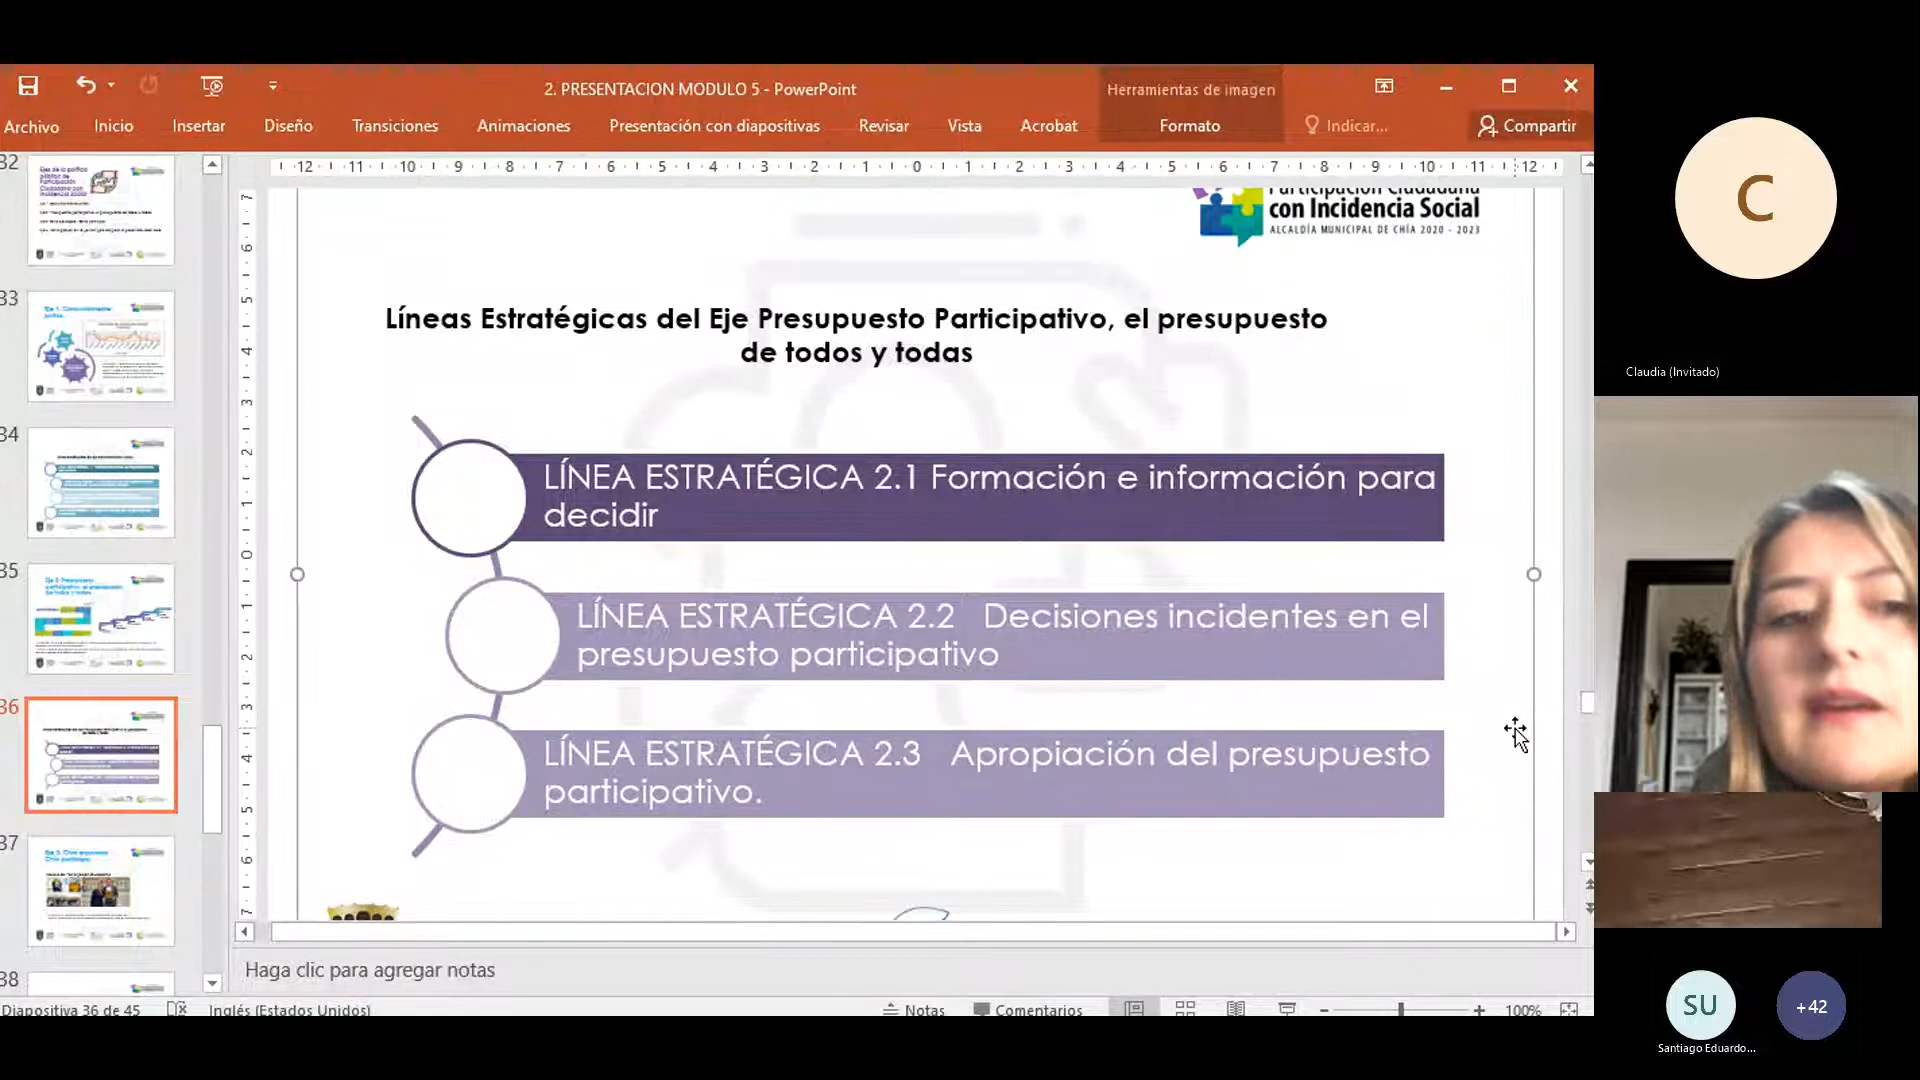 2. PRESENTACION MODULO 5 - PowerPoint
Herramientas de imagen
Archivo
Inicio
Insertar
Diseño
Transiciones
Animaciones
Presentación con diapositivas
Revisar
Vista
Acrobat
Formato
Indicar...
Compartir
Participación Ciudadana
con Incidencia Social
ALCALDÍA MUNICIPAL DE CHÍA 2020 - 2023
Líneas Estratégicas del Eje Presupuesto Participativo, el presupuesto
de todos y todas
LÍNEA ESTRATÉGICA 2.1 Formación e información para
decidir
LÍNEA ESTRATÉGICA 2.2 Decisiones incidentes en el
presupuesto participativo
LÍNEA ESTRATÉGICA 2.3 Apropiación del presupuesto
participativo.
Haga clic para agregar notas
Diapositiva 36 de 45
Inglés (Estados Unidos)
Notas
Comentarios
100%
C
Claudia (Invitado)
SU
Santiago Eduardo...
+42